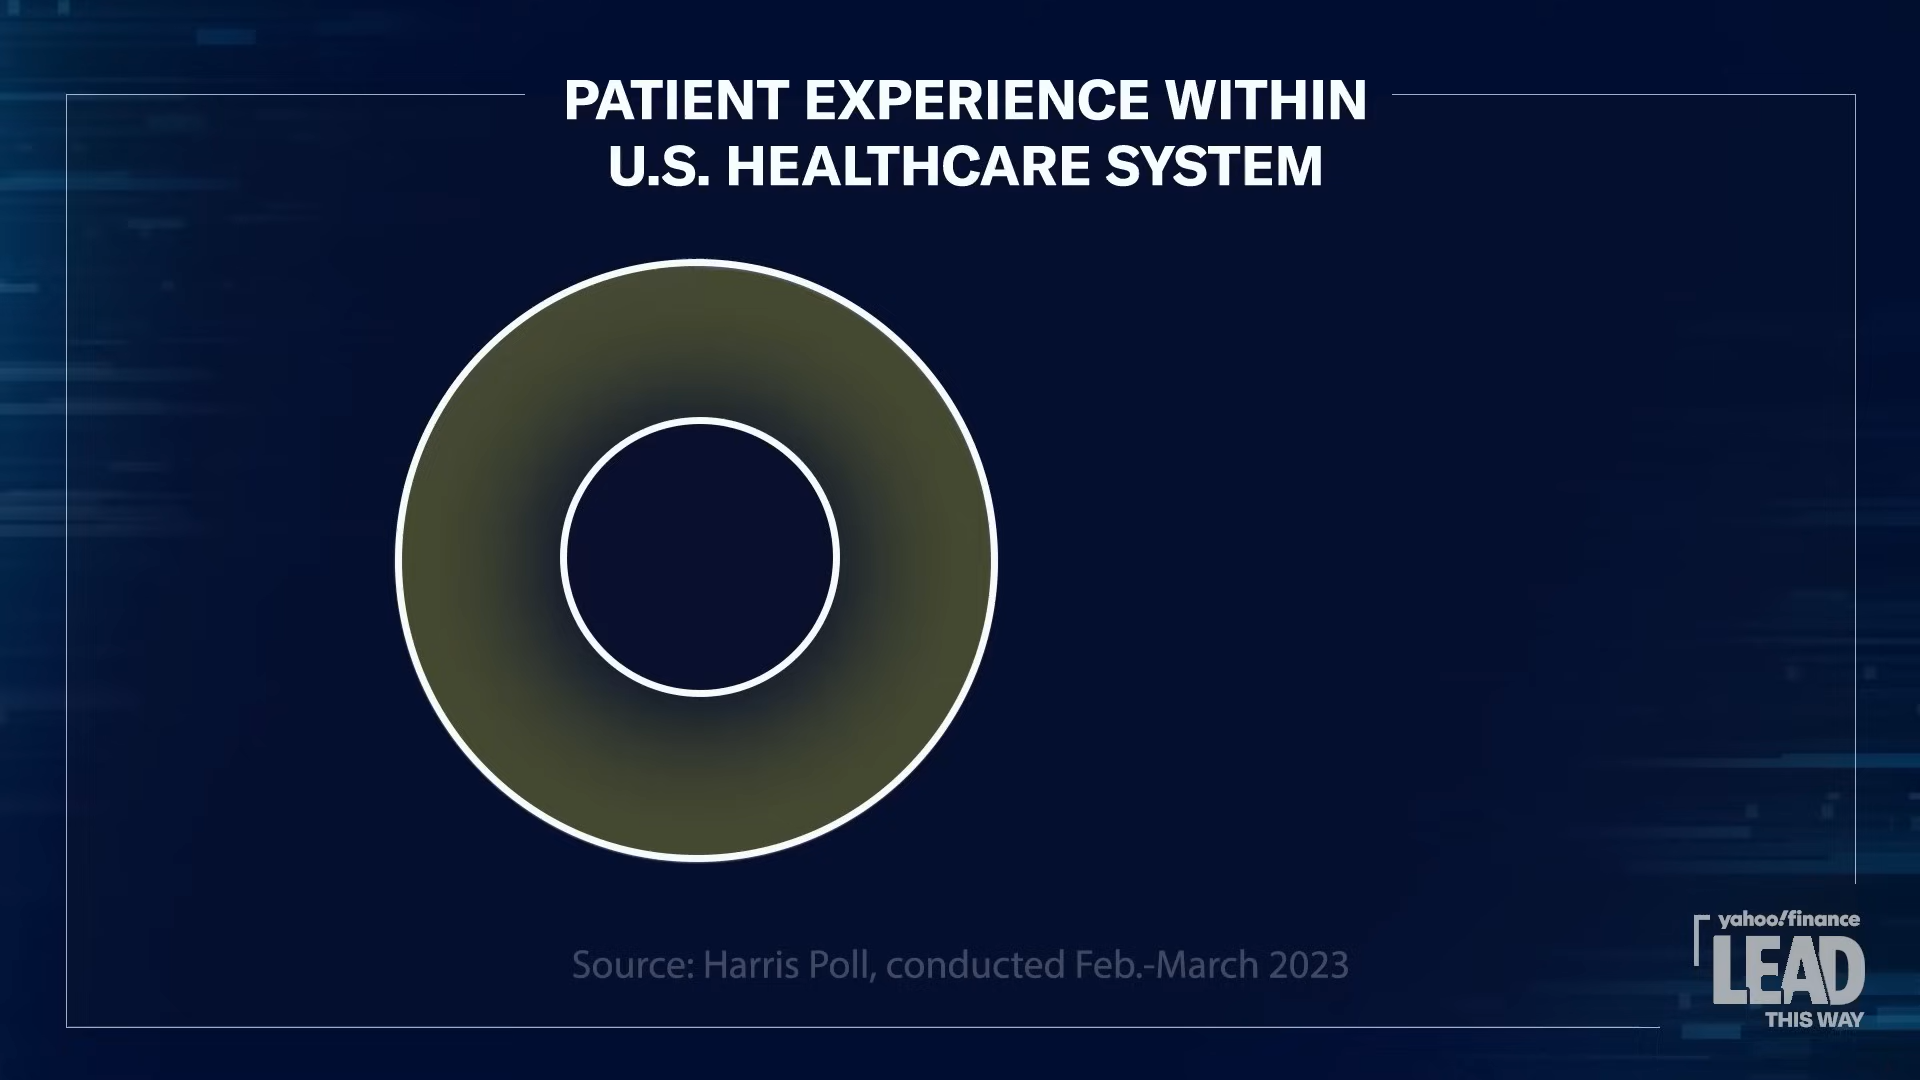 PATIENT EXPERIENCE WITHIN
U.S. HEALTHCARE SYSTEM
Source: Harris Poll, conducted Feb.-March 2023
yahoo!finance
LEAD
THIS WAY